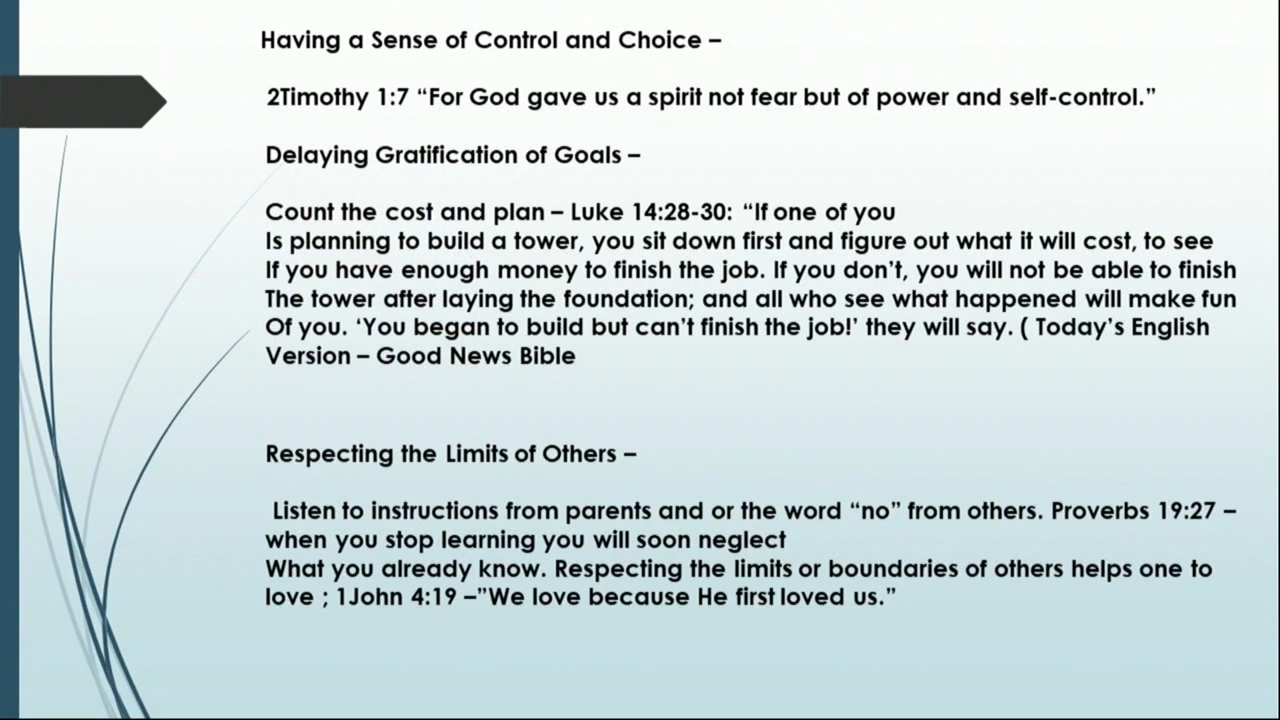 Having a Sense of Control and Choice –
2Timothy 1:7 “For God gave us a spirit not fear but of power and self-control.”
Delaying Gratification of Goals –
Count the cost and plan – Luke 14:28-30: “If one of you
Is planning to build a tower, you sit down first and figure out what it will cost, to see
If you have enough money to finish the job. If you don’t, you will not be able to finish
The tower after laying the foundation; and all who see what happened will make fun
Of you. ‘You began to build but can’t finish the job!’ they will say. ( Today’s English
Version – Good News Bible
Respecting the Limits of Others –
Listen to instructions from parents and or the word “no” from others. Proverbs 19:27 –
when you stop learning you will soon neglect
What you already know. Respecting the limits or boundaries of others helps one to
love ; 1John 4:19 –”We love because He first loved us.”